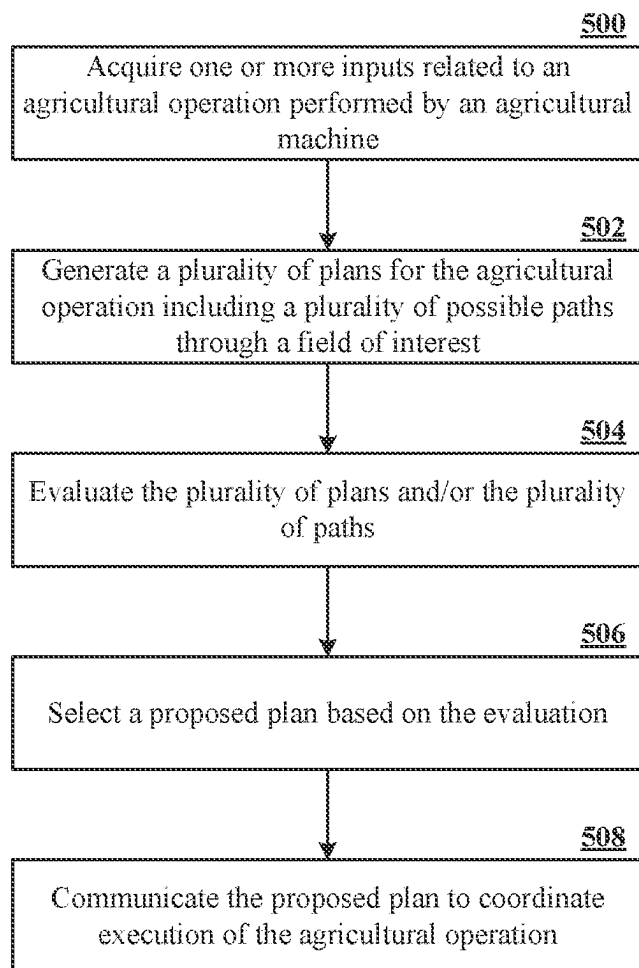 500
Acquire one or more inputs related to an
agricultural operation performed by an agricultural
machine
502
Generate a plurality of plans for the agricultural
operation including a plurality of possible paths
through a field of interest
504
Evaluate the plurality of plans and/or the plurality
of paths
506
Select a proposed plan based on the evaluation
508
Communicate the proposed plan to coordinate
execution of the agricultural operation